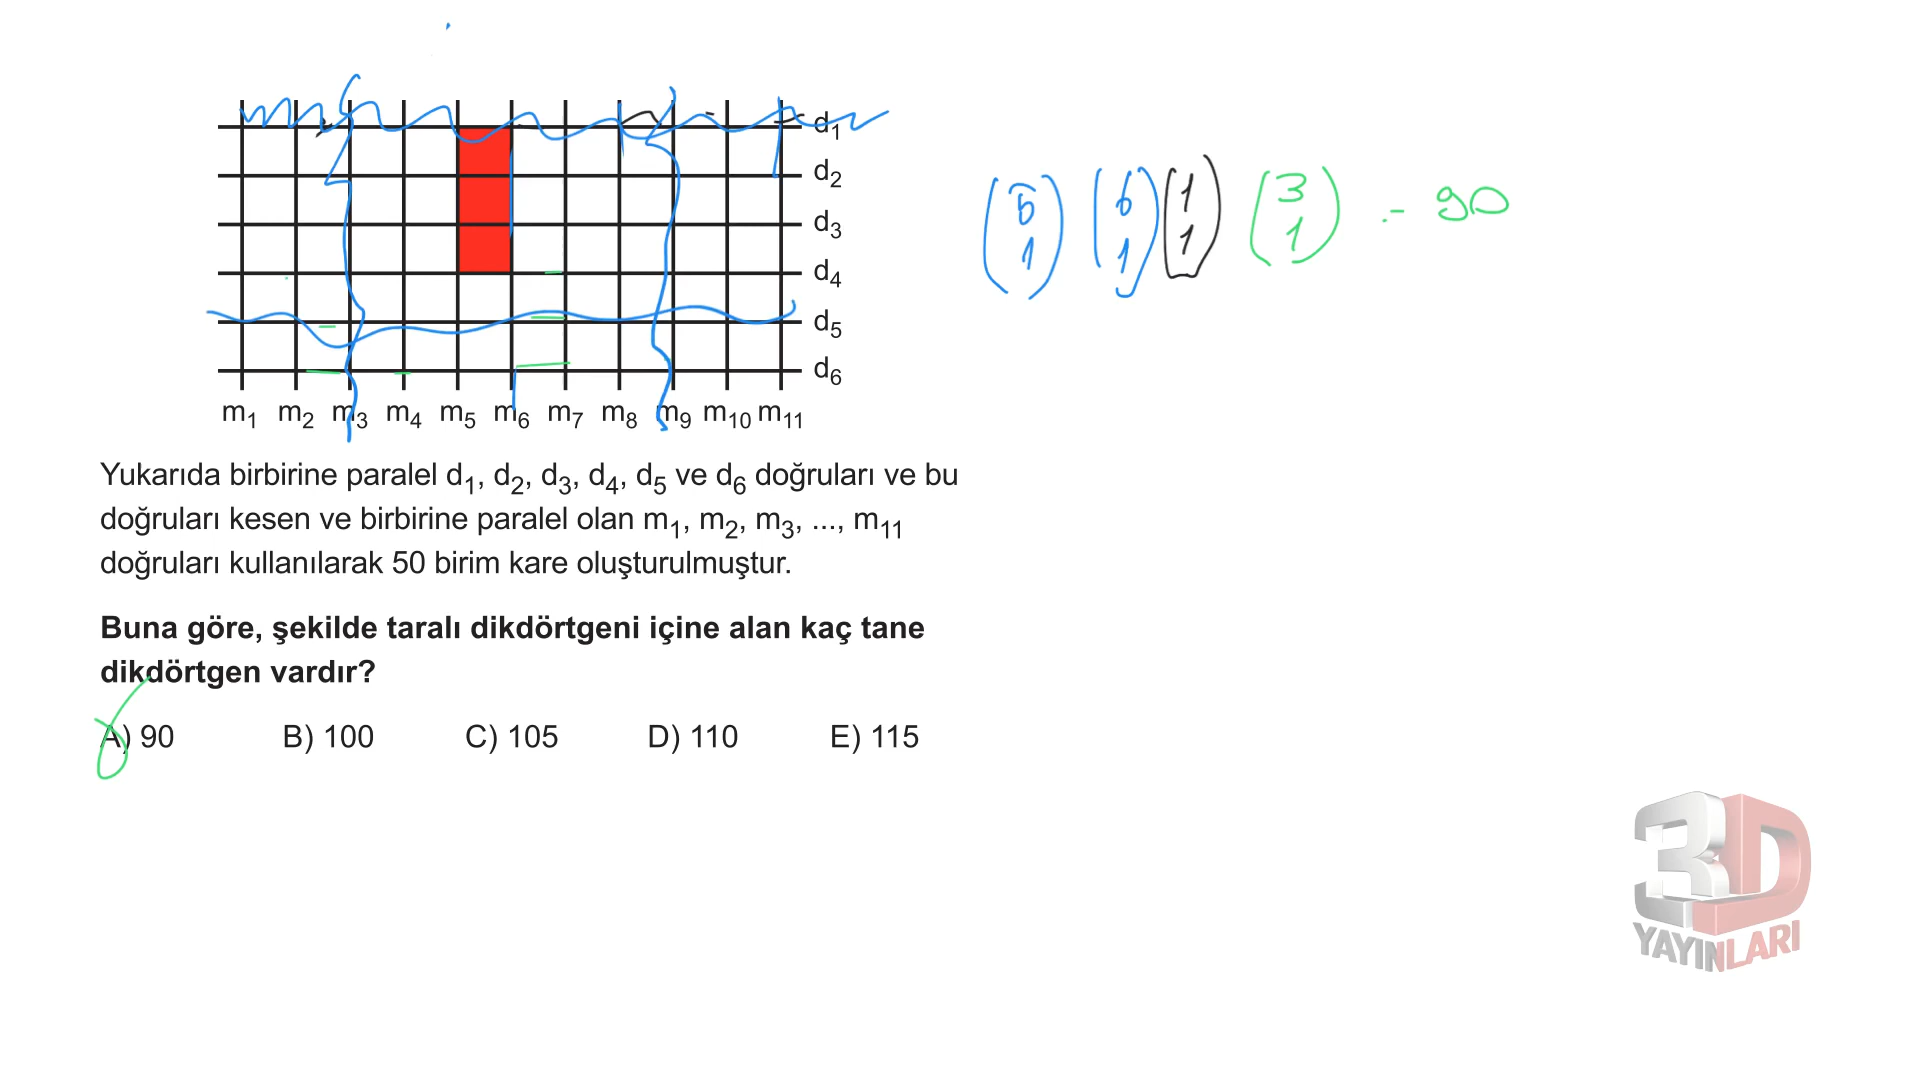 d1
d2
d3
d4
d5
d6
m1 m2 m3 m4 m5 m6 m7 m8 m9 m10 m11
(5 1) (6 1) (1 1) (3 1) = 90
Yukarıda birbirine paralel d1, d2, d3, d4, d5 ve d6 doğruları ve bu
doğruları kesen ve birbirine paralel olan m1, m2, m3, ..., m11
doğruları kullanılarak 50 birim kare oluşturulmuştur.
Buna göre, şekilde taralı dikdörtgeni içine alan kaç tane
dikdörtgen vardır?
A) 90 B) 100 C) 105 D) 110 E) 115
3D
YAYINLARI